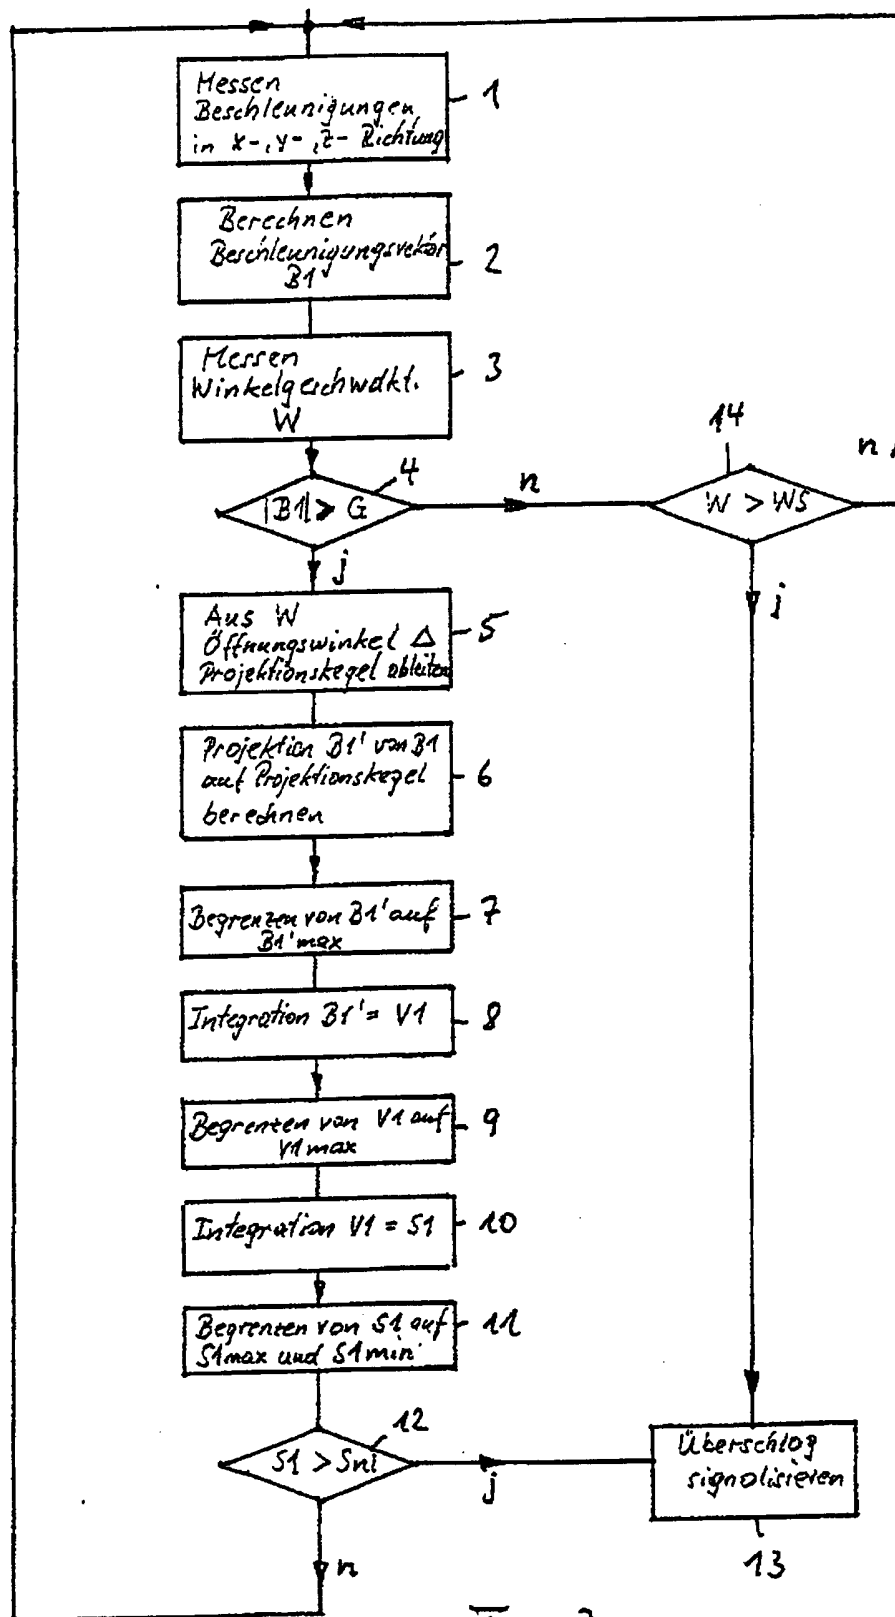 Messen
Beschleunigungen
in X-, Y-, Z- Richtung
1
Berechnen
Beschleunigungsvektor
B1
2
Messen
Winkelgeschwdkt.
W
3
|B1| > G
4
n
W > WS
14
n
j
j
Aus W
Öffnungswinkel Δ
Projektionskegel ableiten
5
Projektion B1' von B1
auf Projektionskegel
berechnen
6
Begrenzen von B1' auf
B1'max
7
Integration B1' = V1
8
Begrenzen von V1 auf
V1max
9
Integration V1 = S1
10
Begrenzen von S1 auf
S1max und S1min
11
S1 > Sni
12
j
n
Überschlag
signalisieren
13